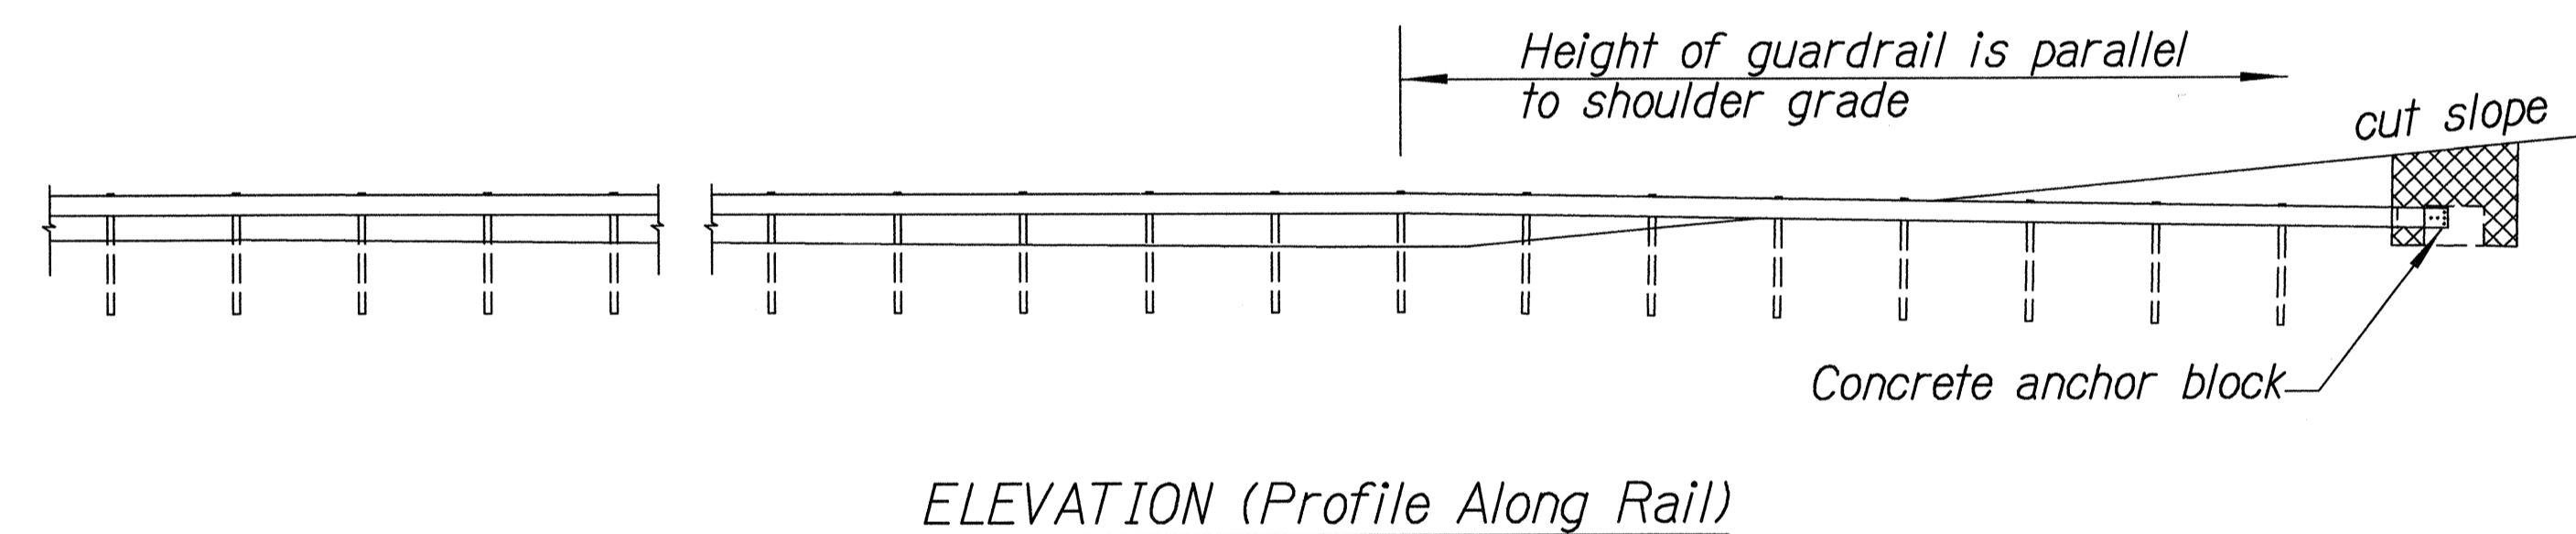 Height of guardrail is parallel
to shoulder grade
cut slope
Concrete anchor block
ELEVATION (Profile Along Rail)